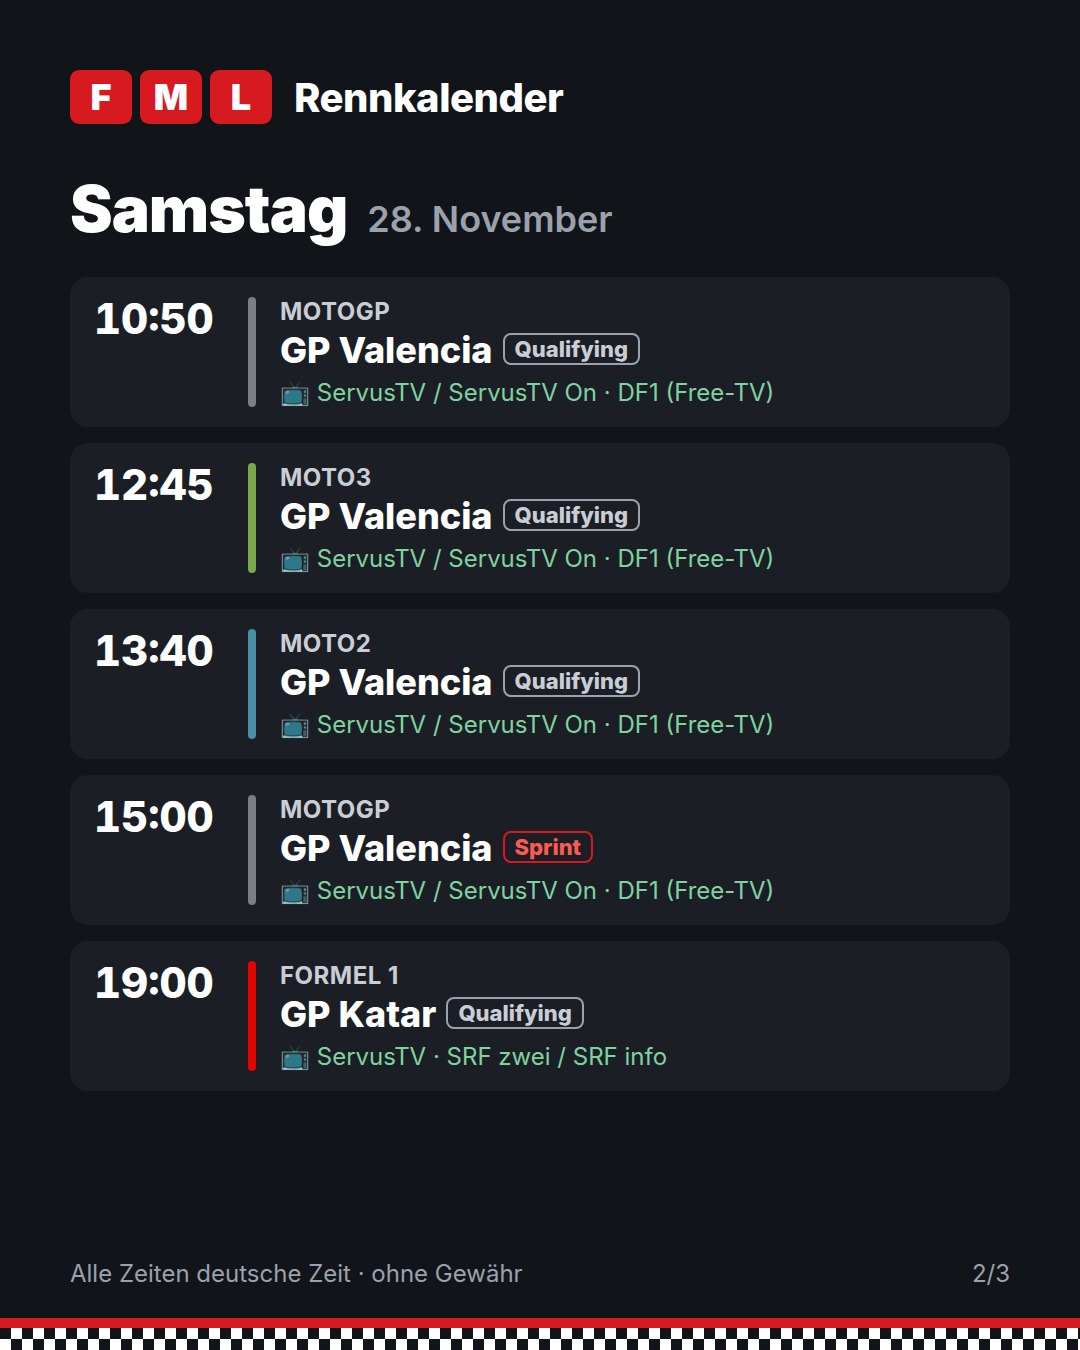 F M L Rennkalender
Samstag 28. November
10:50 MOTOGP
GP Valencia Qualifying
ServusTV / ServusTV On · DF1 (Free-TV)
12:45 MOTO3
GP Valencia Qualifying
ServusTV / ServusTV On · DF1 (Free-TV)
13:40 MOTO2
GP Valencia Qualifying
ServusTV / ServusTV On · DF1 (Free-TV)
15:00 MOTOGP
GP Valencia Sprint
ServusTV / ServusTV On · DF1 (Free-TV)
19:00 FORMEL 1
GP Katar Qualifying
ServusTV · SRF zwei / SRF info
Alle Zeiten deutsche Zeit · ohne Gewähr 2/3